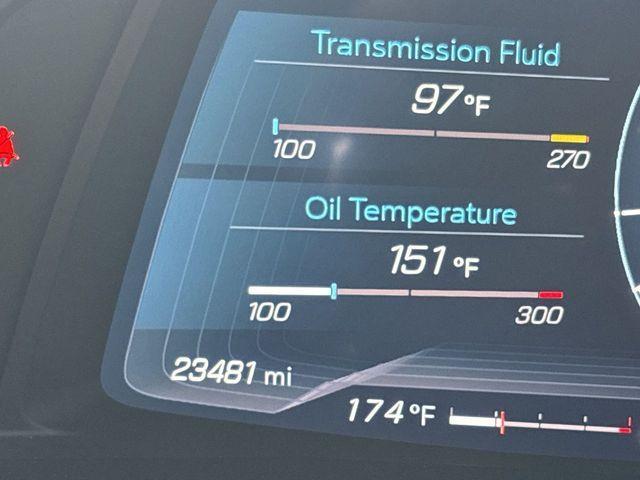 Transmission Fluid
97°F
100 270
Oil Temperature
151°F
100 300
23481 mi
174°F